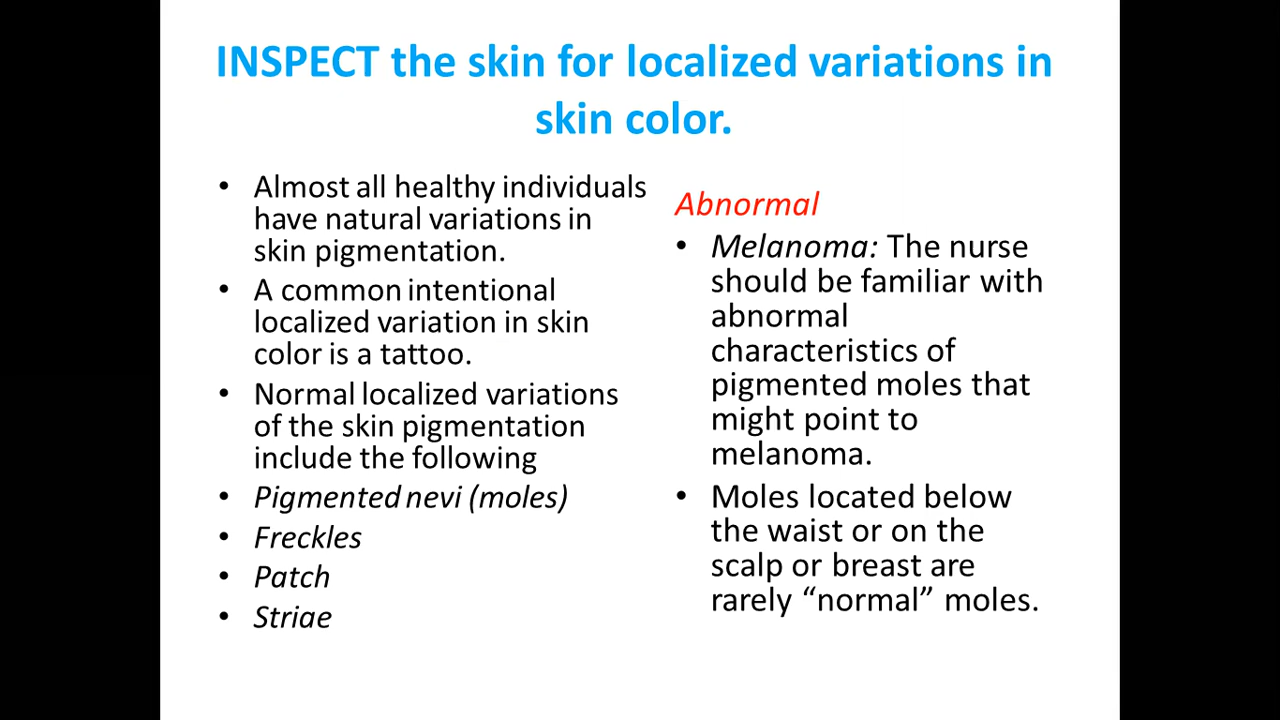 INSPECT the skin for localized variations in
skin color.
• Almost all healthy individuals
have natural variations in
skin pigmentation.
• A common intentional
localized variation in skin
color is a tattoo.
• Normal localized variations
of the skin pigmentation
include the following
• Pigmented nevi (moles)
• Freckles
• Patch
• Striae
Abnormal
• Melanoma: The nurse
should be familiar with
abnormal
characteristics of
pigmented moles that
might point to
melanoma.
• Moles located below
the waist or on the
scalp or breast are
rarely “normal” moles.